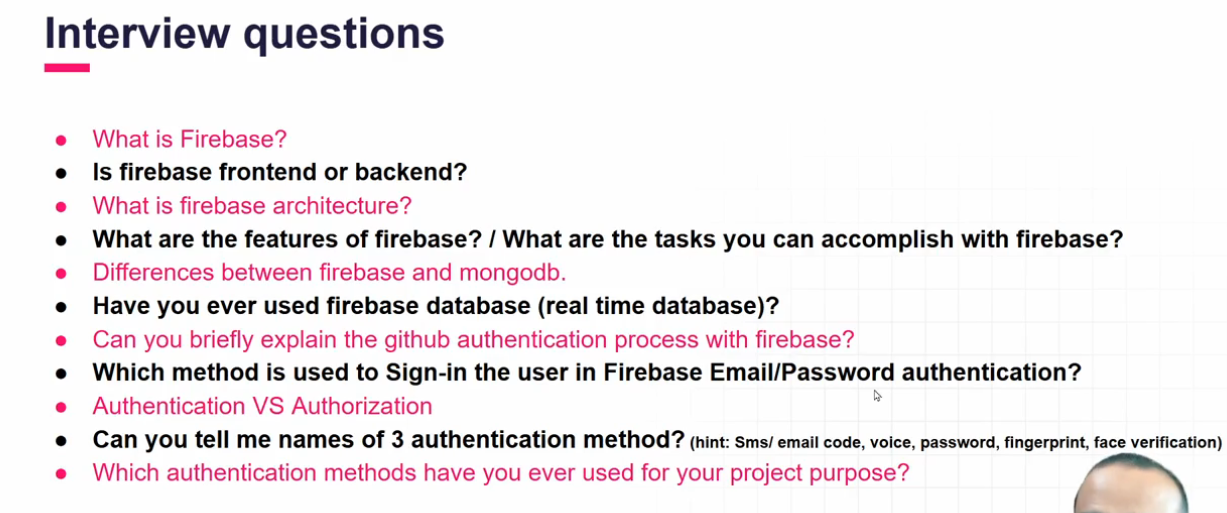 Interview questions
What is Firebase?
Is firebase frontend or backend?
What is firebase architecture?
What are the features of firebase? / What are the tasks you can accomplish with firebase?
Differences between firebase and mongodb.
Have you ever used firebase database (real time database)?
Can you briefly explain the github authentication process with firebase?
Which method is used to Sign-in the user in Firebase Email/Password authentication?
Authentication VS Authorization
Can you tell me names of 3 authentication method? (hint: Sms/ email code, voice, password, fingerprint, face verification)
Which authentication methods have you ever used for your project purpose?